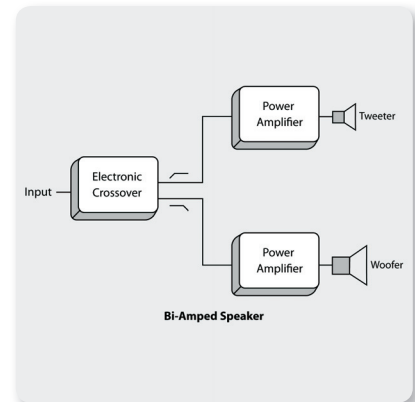 Power
Amplifier
Tweeter
Electronic
Crossover
Input
Power
Amplifier
Woofer
Bi-Amped Speaker